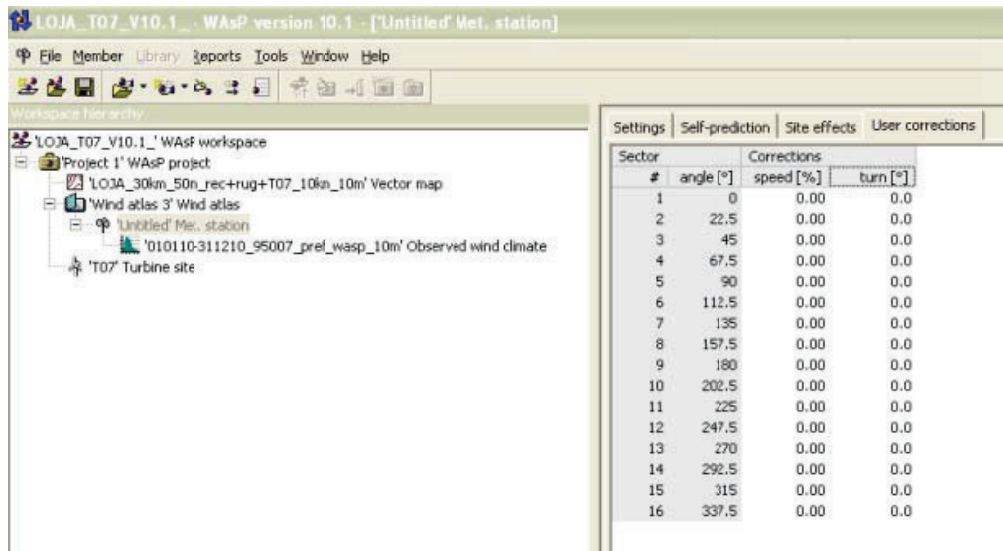 LOJA_T07_V10.1_ - WAsP version 10.1 - ['Untitled' Met. station]
File Member Library Reports Tools Window Help
Workspace hierarchy
'LOJA_T07_V10.1_' WAsP workspace
'Project 1' WAsP project
'LOJA_30km_50n_rec+rug+T07_10kn_10m' Vector map
'Wind atlas 3' Wind atlas
'Untitled' Met. station
'010110-311210_95007_pref_wasp_10m' Observed wind climate
'T07' Turbine site
Settings Self-prediction Site effects User corrections
Sector Corrections
# angle [°] speed [%] turn [°]
1 0 0.00 0.0
2 22.5 0.00 0.0
3 45 0.00 0.0
4 67.5 0.00 0.0
5 90 0.00 0.0
6 112.5 0.00 0.0
7 135 0.00 0.0
8 157.5 0.00 0.0
9 180 0.00 0.0
10 202.5 0.00 0.0
11 225 0.00 0.0
12 247.5 0.00 0.0
13 270 0.00 0.0
14 292.5 0.00 0.0
15 315 0.00 0.0
16 337.5 0.00 0.0